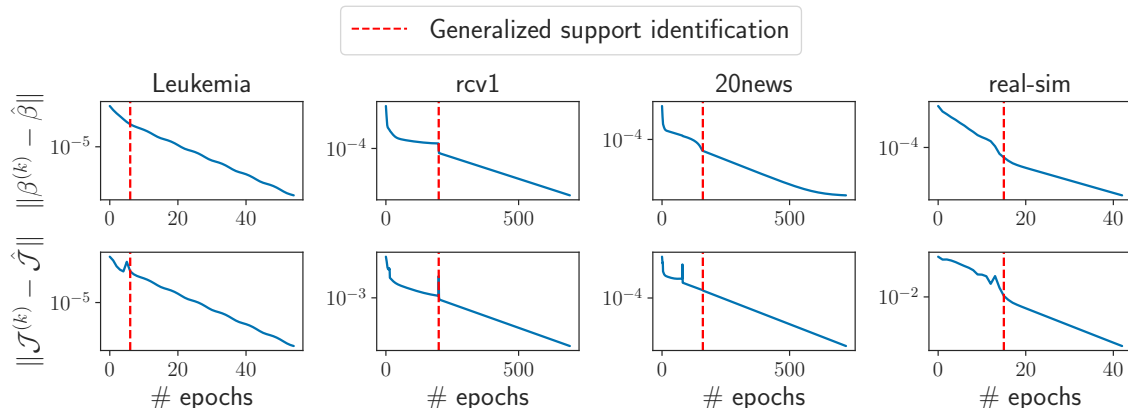 Generalized support identification
Leukemia rcv1 20news real-sim
||β^(k) − β̂||
10⁻⁵ 10⁻⁴ 10⁻⁴ 10⁻⁴
0 20 40 0 500 0 500 0 20 40
||𝒥^(k) − 𝒥̂||
10⁻⁵ 10⁻³ 10⁻⁴ 10⁻²
0 20 40 0 500 0 500 0 20 40
# epochs # epochs # epochs # epochs